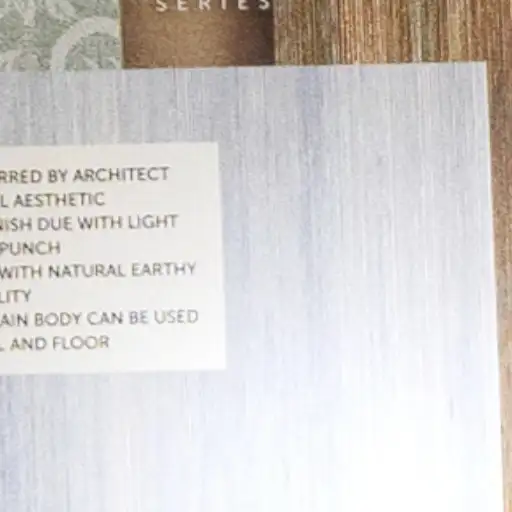 SERIES
RRED BY ARCHITECT
L AESTHETIC
NISH DUE WITH LIGHT
PUNCH
WITH NATURAL EARTHY
LITY
AIN BODY CAN BE USED
L AND FLOOR